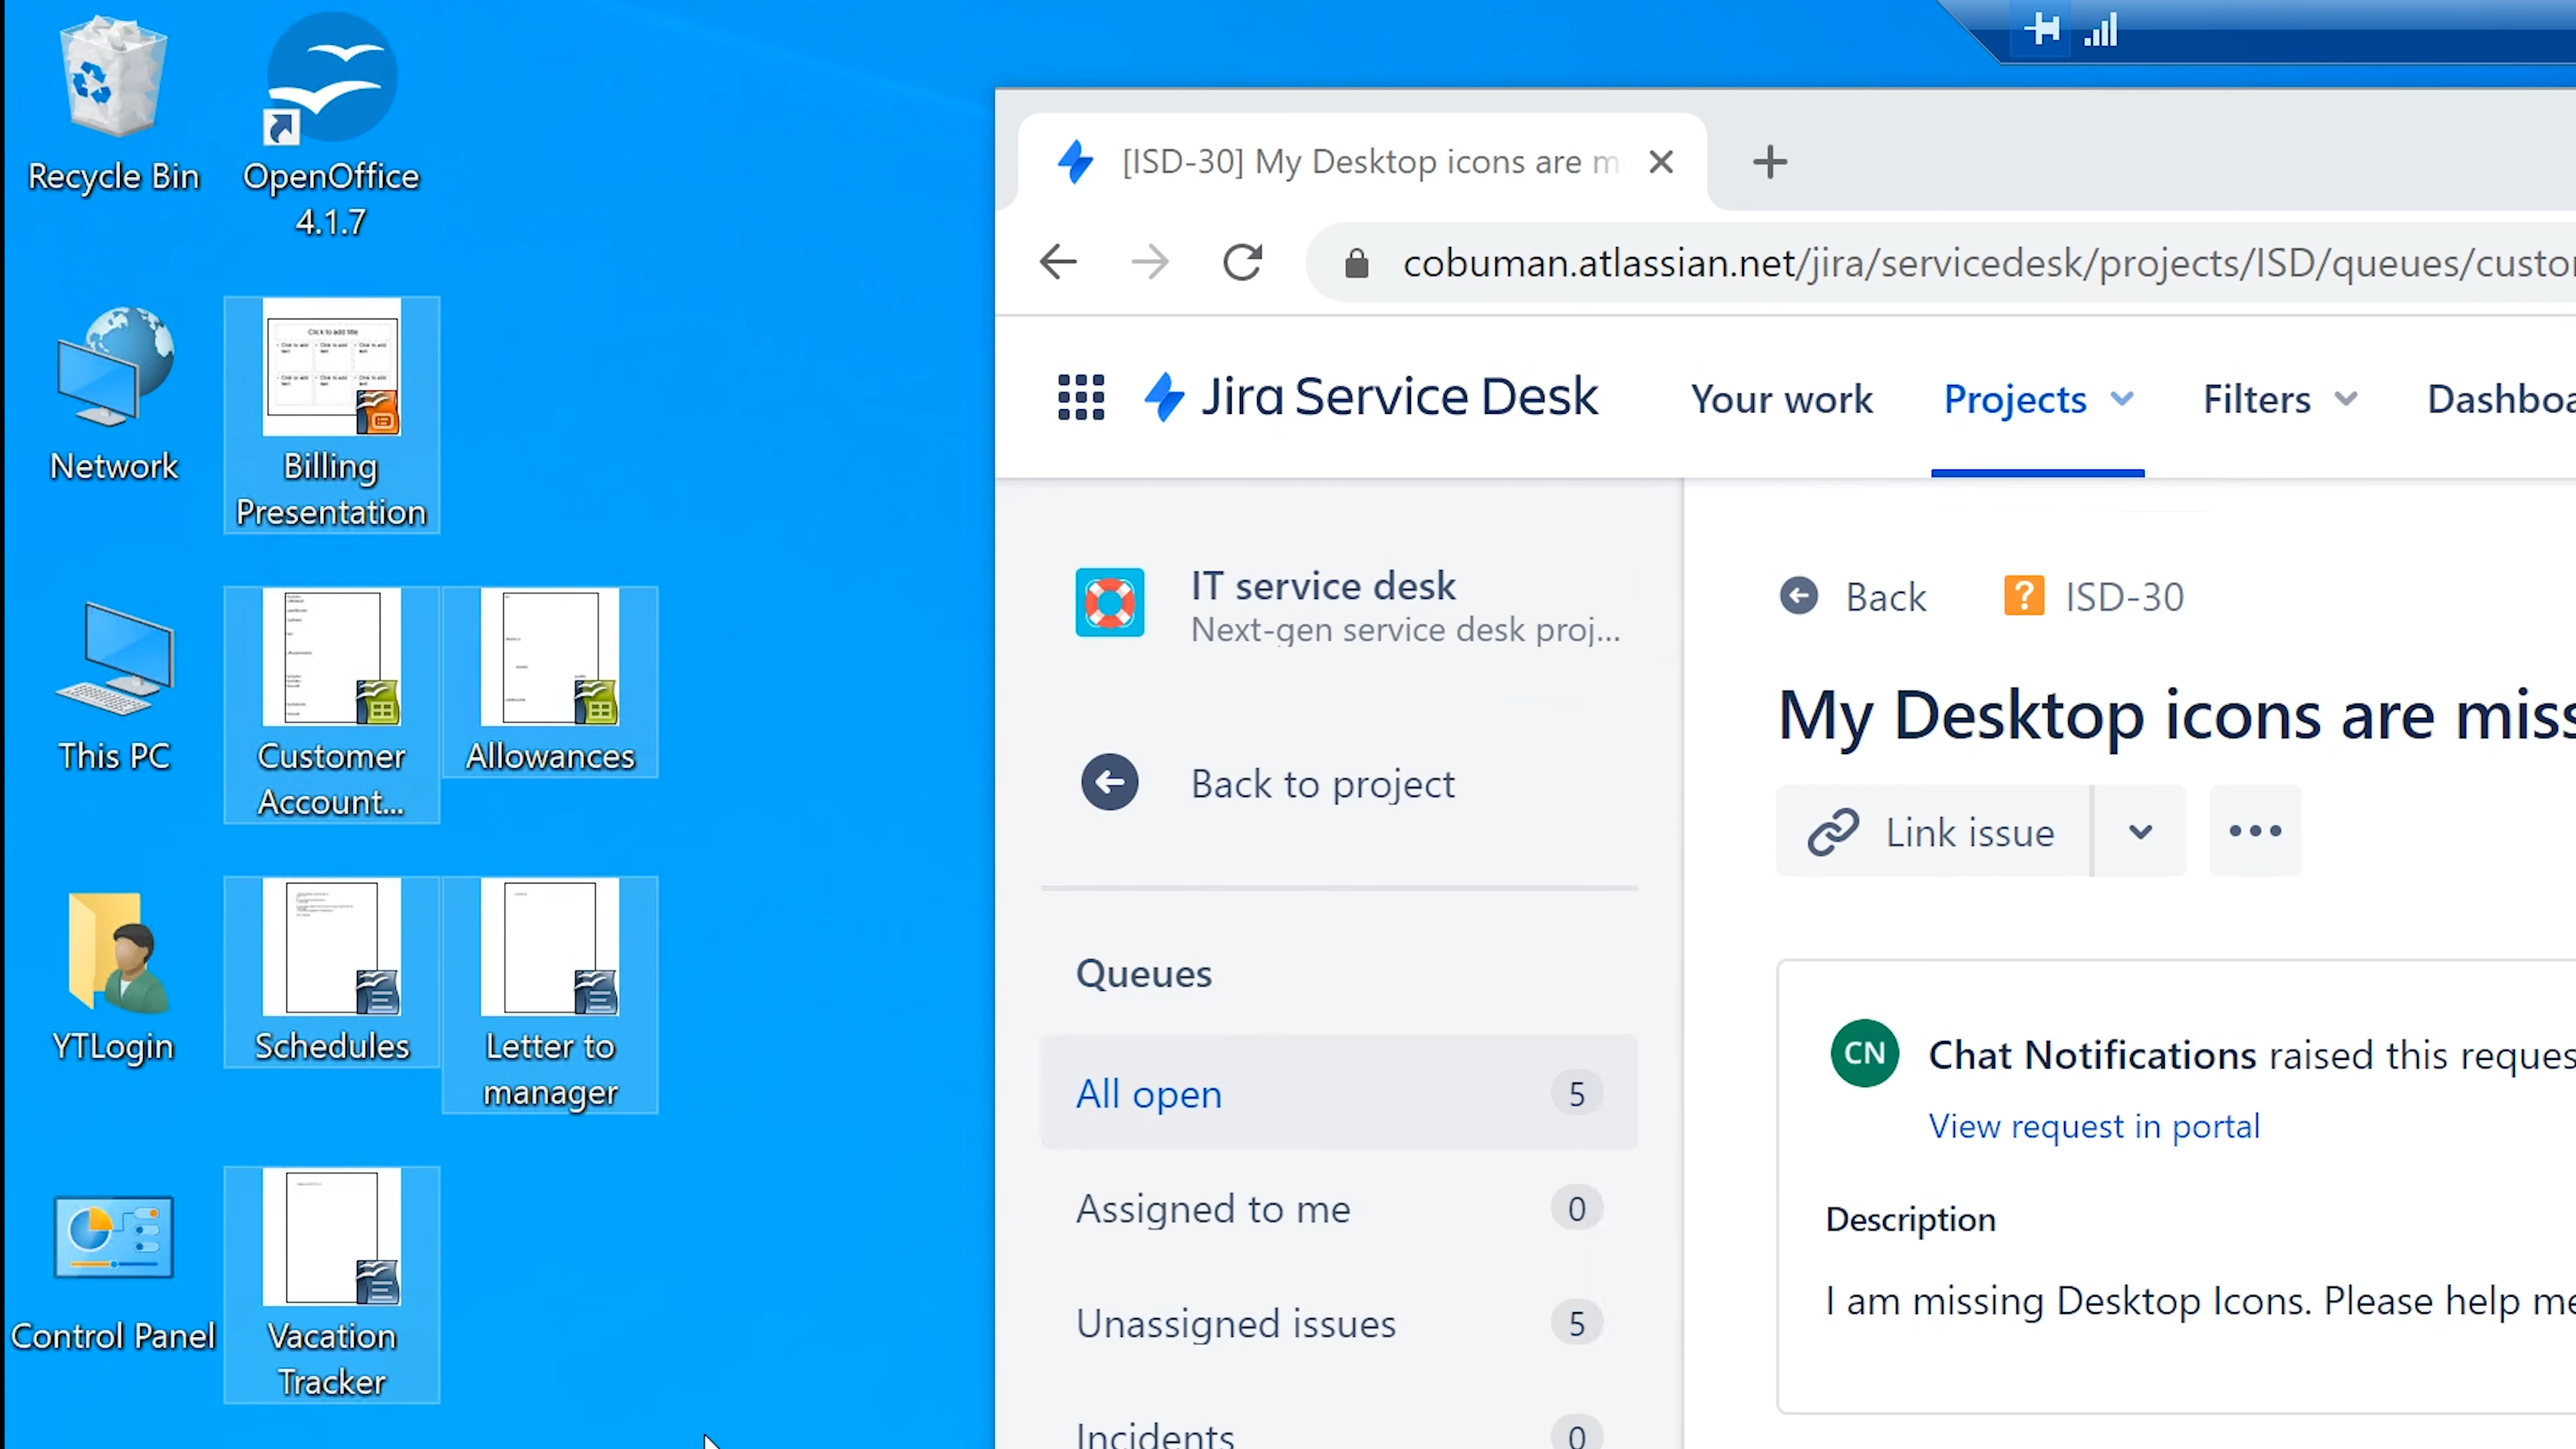 Recycle Bin
OpenOffice
4.1.7
Network
Click to add title
Billing
Presentation
This PC
Customer
Account...
Allowances
YTLogin
Schedules
Letter to
manager
Control Panel
Vacation
Tracker
[ISD-30] My Desktop icons are m
cobuman.atlassian.net/jira/servicedesk/projects/ISD/queues/custo
Jira Service Desk
Your work
Projects
Filters
Dashboa
IT service desk
Next-gen service desk proj...
Back to project
Queues
All open
5
Assigned to me
0
Unassigned issues
5
Incidents
0
Back
ISD-30
My Desktop icons are miss
Link issue
CN
Chat Notifications raised this reques
View request in portal
Description
I am missing Desktop Icons. Please help me